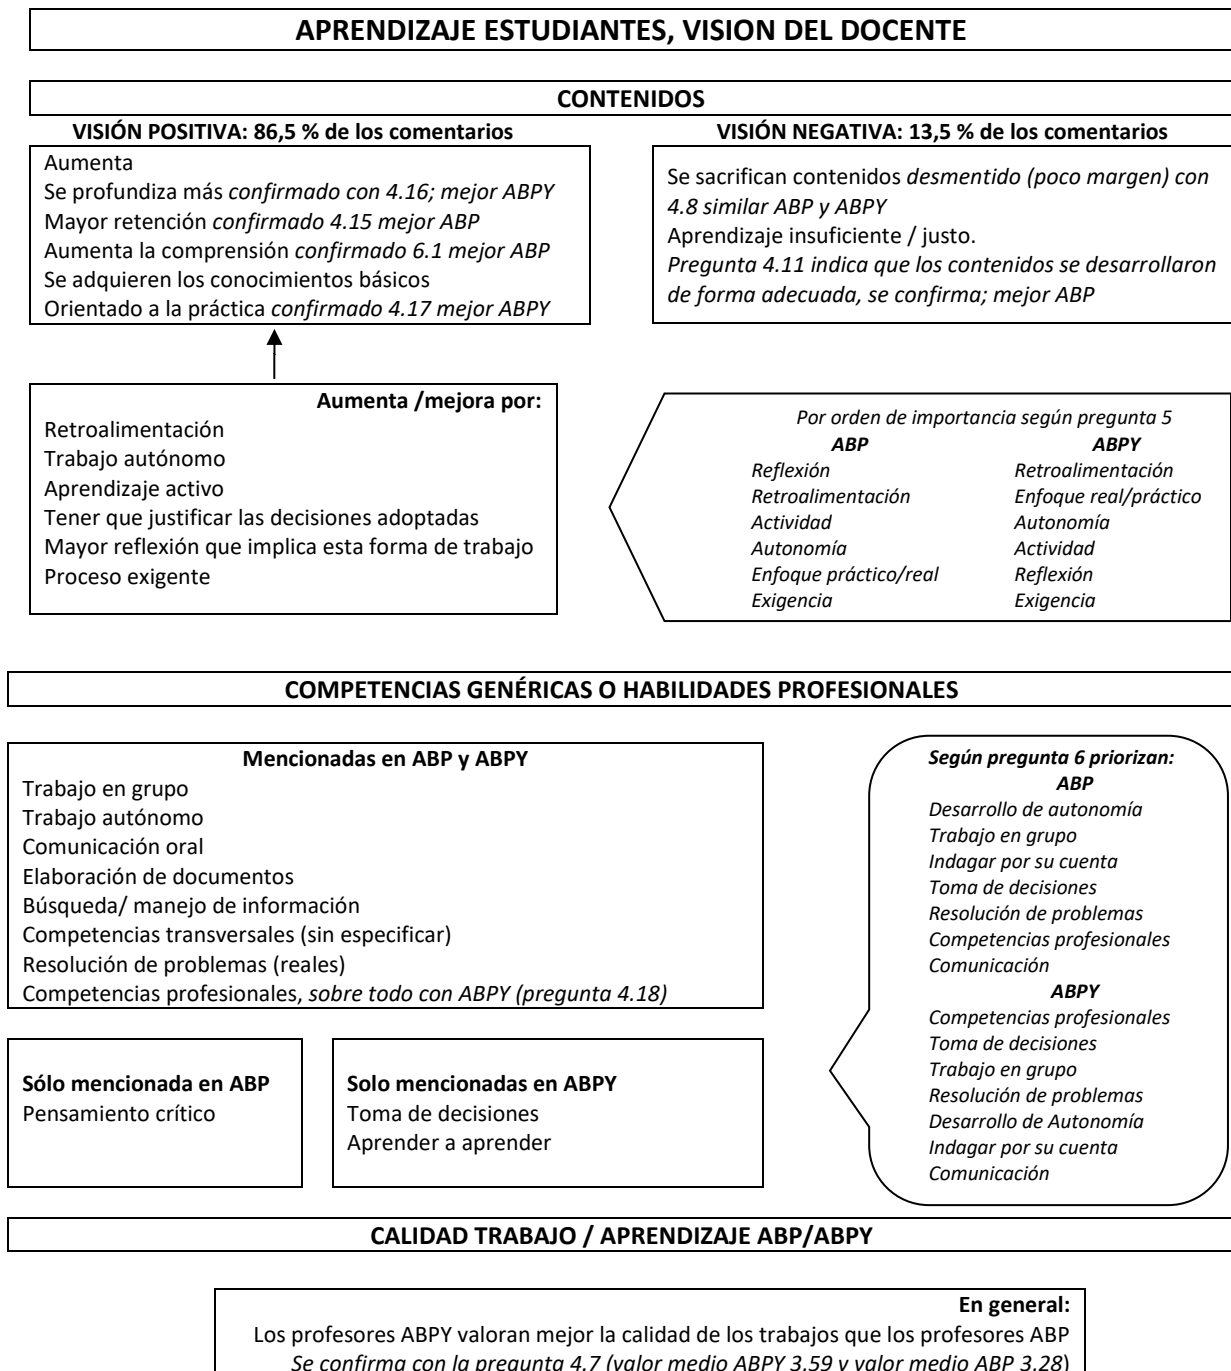 APRENDIZAJE ESTUDIANTES, VISION DEL DOCENTE
CONTENIDOS
VISIÓN POSITIVA: 86,5 % de los comentarios
Aumenta
Se profundiza más confirmado con 4.16; mejor ABPY
Mayor retención confirmado 4.15 mejor ABP
Aumenta la comprensión confirmado 6.1 mejor ABP
Se adquieren los conocimientos básicos
Orientado a la práctica confirmado 4.17 mejor ABPY
VISIÓN NEGATIVA: 13,5 % de los comentarios
Se sacrifican contenidos desmentido (poco margen) con
4.8 similar ABP y ABPY
Aprendizaje insuficiente / justo.
Pregunta 4.11 indica que los contenidos se desarrollaron
de forma adecuada, se confirma; mejor ABP
Aumenta /mejora por:
Retroalimentación
Trabajo autónomo
Aprendizaje activo
Tener que justificar las decisiones adoptadas
Mayor reflexión que implica esta forma de trabajo
Proceso exigente
Por orden de importancia según pregunta 5
ABP
Reflexión
Retroalimentación
Actividad
Autonomía
Enfoque práctico/real
Exigencia
ABPY
Retroalimentación
Enfoque real/práctico
Autonomía
Actividad
Reflexión
Exigencia
COMPETENCIAS GENÉRICAS O HABILIDADES PROFESIONALES
Mencionadas en ABP y ABPY
Trabajo en grupo
Trabajo autónomo
Comunicación oral
Elaboración de documentos
Búsqueda/ manejo de información
Competencias transversales (sin especificar)
Resolución de problemas (reales)
Competencias profesionales, sobre todo con ABPY (pregunta 4.18)
Sólo mencionada en ABP
Pensamiento crítico
Solo mencionadas en ABPY
Toma de decisiones
Aprender a aprender
Según pregunta 6 priorizan:
ABP
Desarrollo de autonomía
Trabajo en grupo
Indagar por su cuenta
Toma de decisiones
Resolución de problemas
Competencias profesionales
Comunicación
ABPY
Competencias profesionales
Toma de decisiones
Trabajo en grupo
Resolución de problemas
Desarrollo de Autonomía
Indagar por su cuenta
Comunicación
CALIDAD TRABAJO / APRENDIZAJE ABP/ABPY
En general:
Los profesores ABPY valoran mejor la calidad de los trabajos que los profesores ABP
Se confirma con la pregunta 4.7 (valor medio ABPY 3.59 y valor medio ABP 3.28)